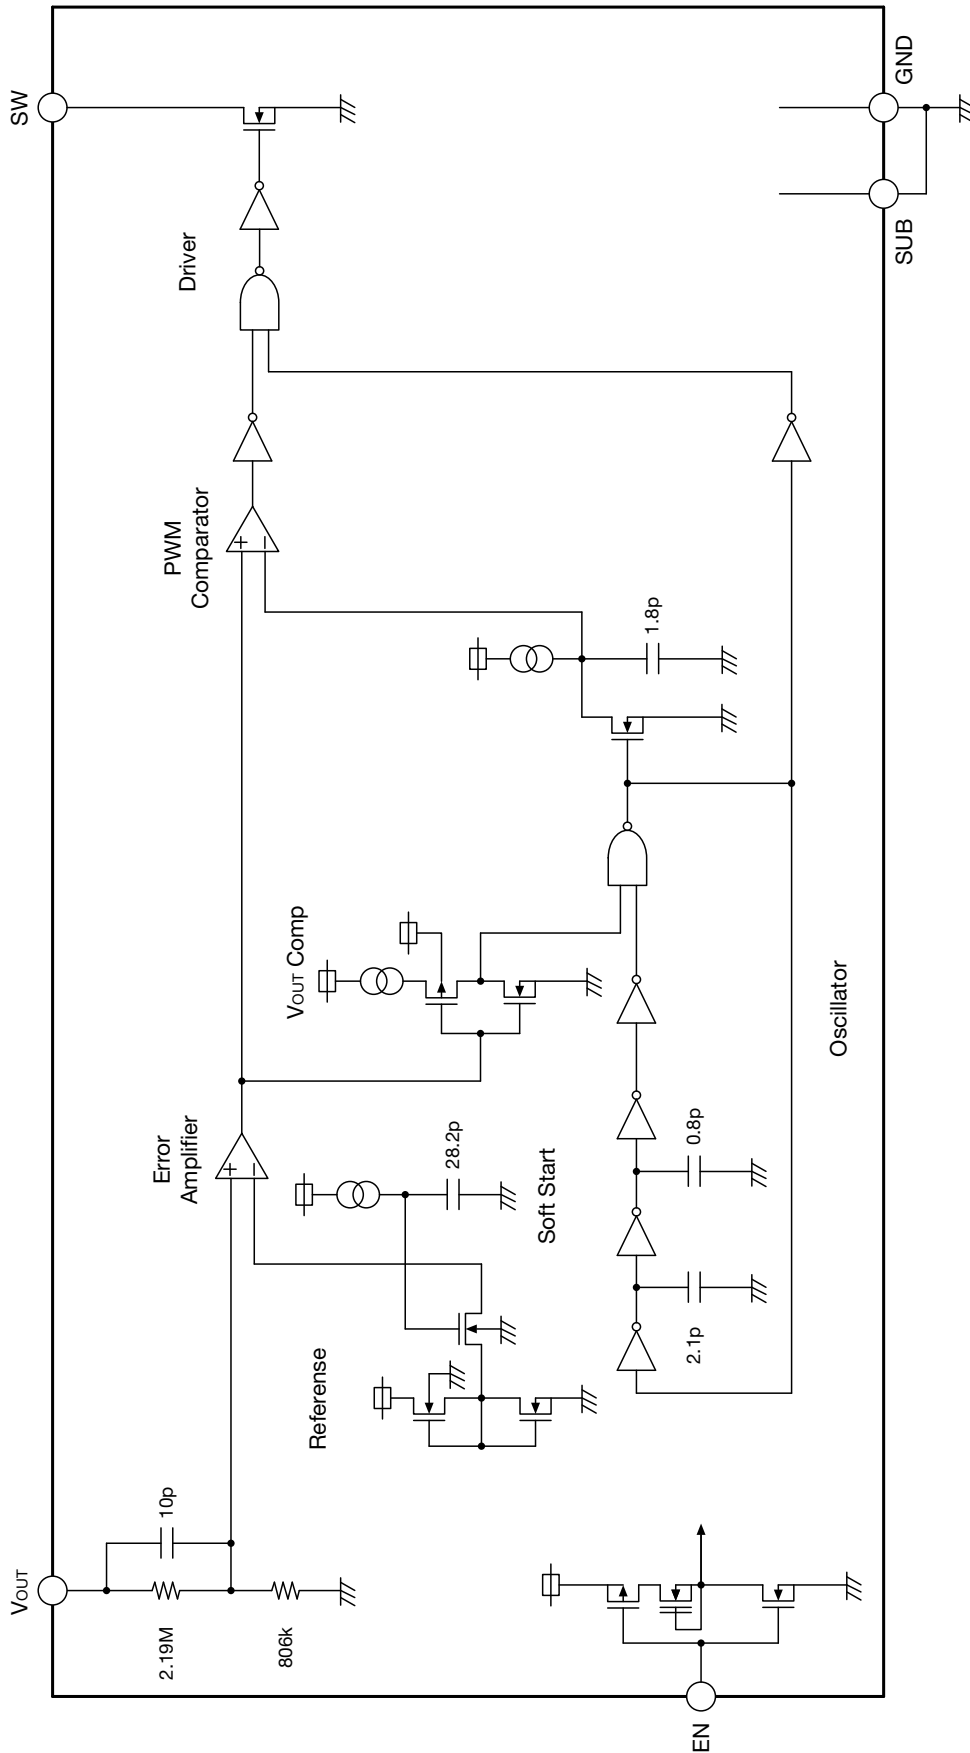 VOUT
2.19M
10p
806k
Referense
Error
Amplifier
28.2p
Soft Start
VOUT Comp
PWM
Comparator
1.8p
Driver
SW
EN
2.1p
0.8p
Oscillator
SUB
GND